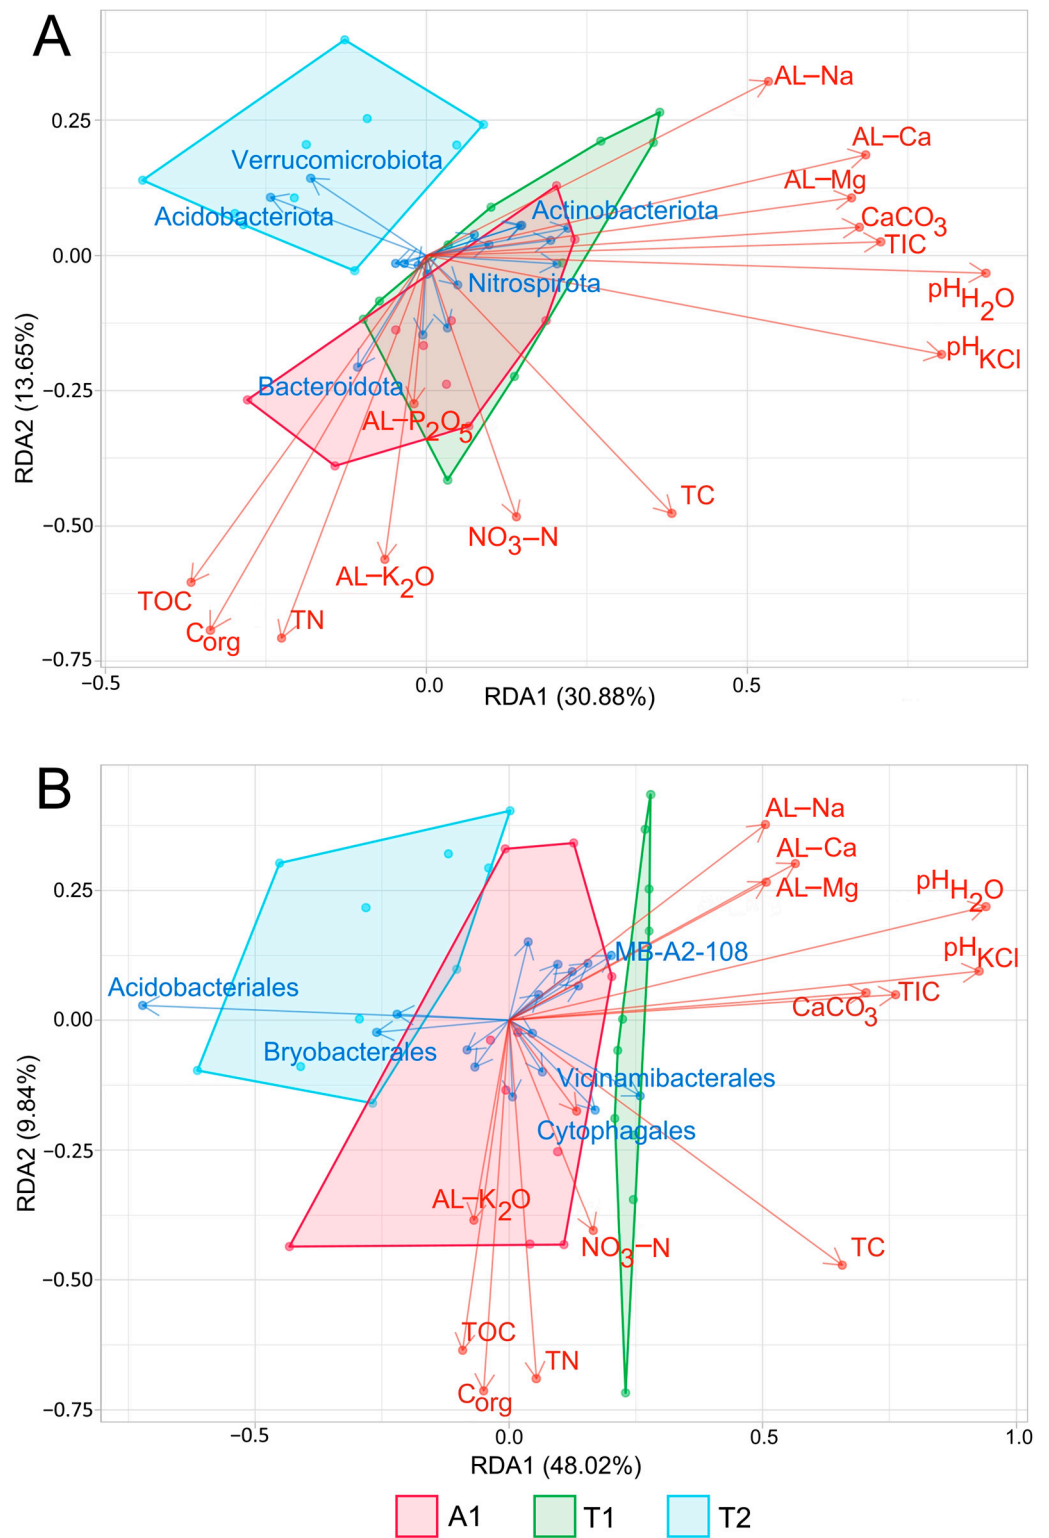 A
AL–Na
0.25
AL–Ca
Verrucomicrobiota
AL–Mg
Acidobacteriota
Actinobacteriota
CaCO3
TIC
0.00
Nitrospirota
pHH2O
pHKCl
−0.25
Bacteroidota
AL–P2O5
RDA2 (13.65%)
TC
−0.50
NO3–N
AL–K2O
TOC
TN
Corg
−0.75
−0.5
0.0
0.5
RDA1 (30.88%)
B
AL–Na
AL–Ca
0.25
AL–Mg
pHH2O
MB-A2-108
pHKCl
Acidobacteriales
TIC
CaCO3
0.00
Bryobacterales
Vicinamibacterales
Cytophagales
RDA2 (9.84%)
−0.25
AL–K2O
NO3–N
TC
−0.50
TOC
TN
Corg
−0.75
−0.5
0.0
0.5
1.0
RDA1 (48.02%)
A1
T1
T2